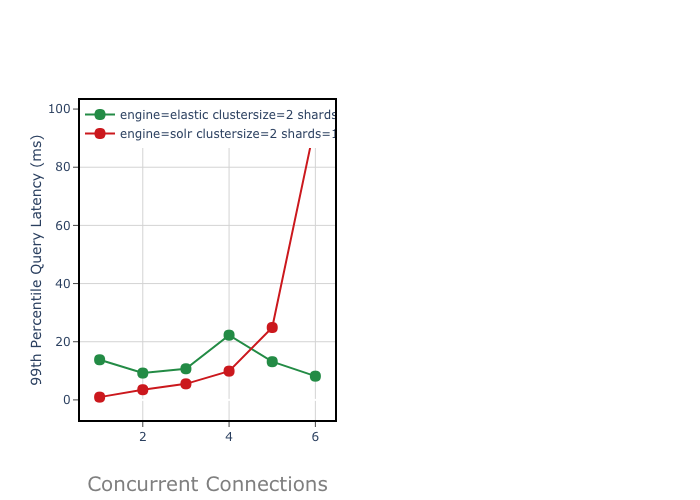 99th Percentile Query Latency (ms)
100
80
60
40
20
0
engine=elastic clustersize=2 shards
engine=solr clustersize=2 shards=1
2 4 6
Concurrent Connections